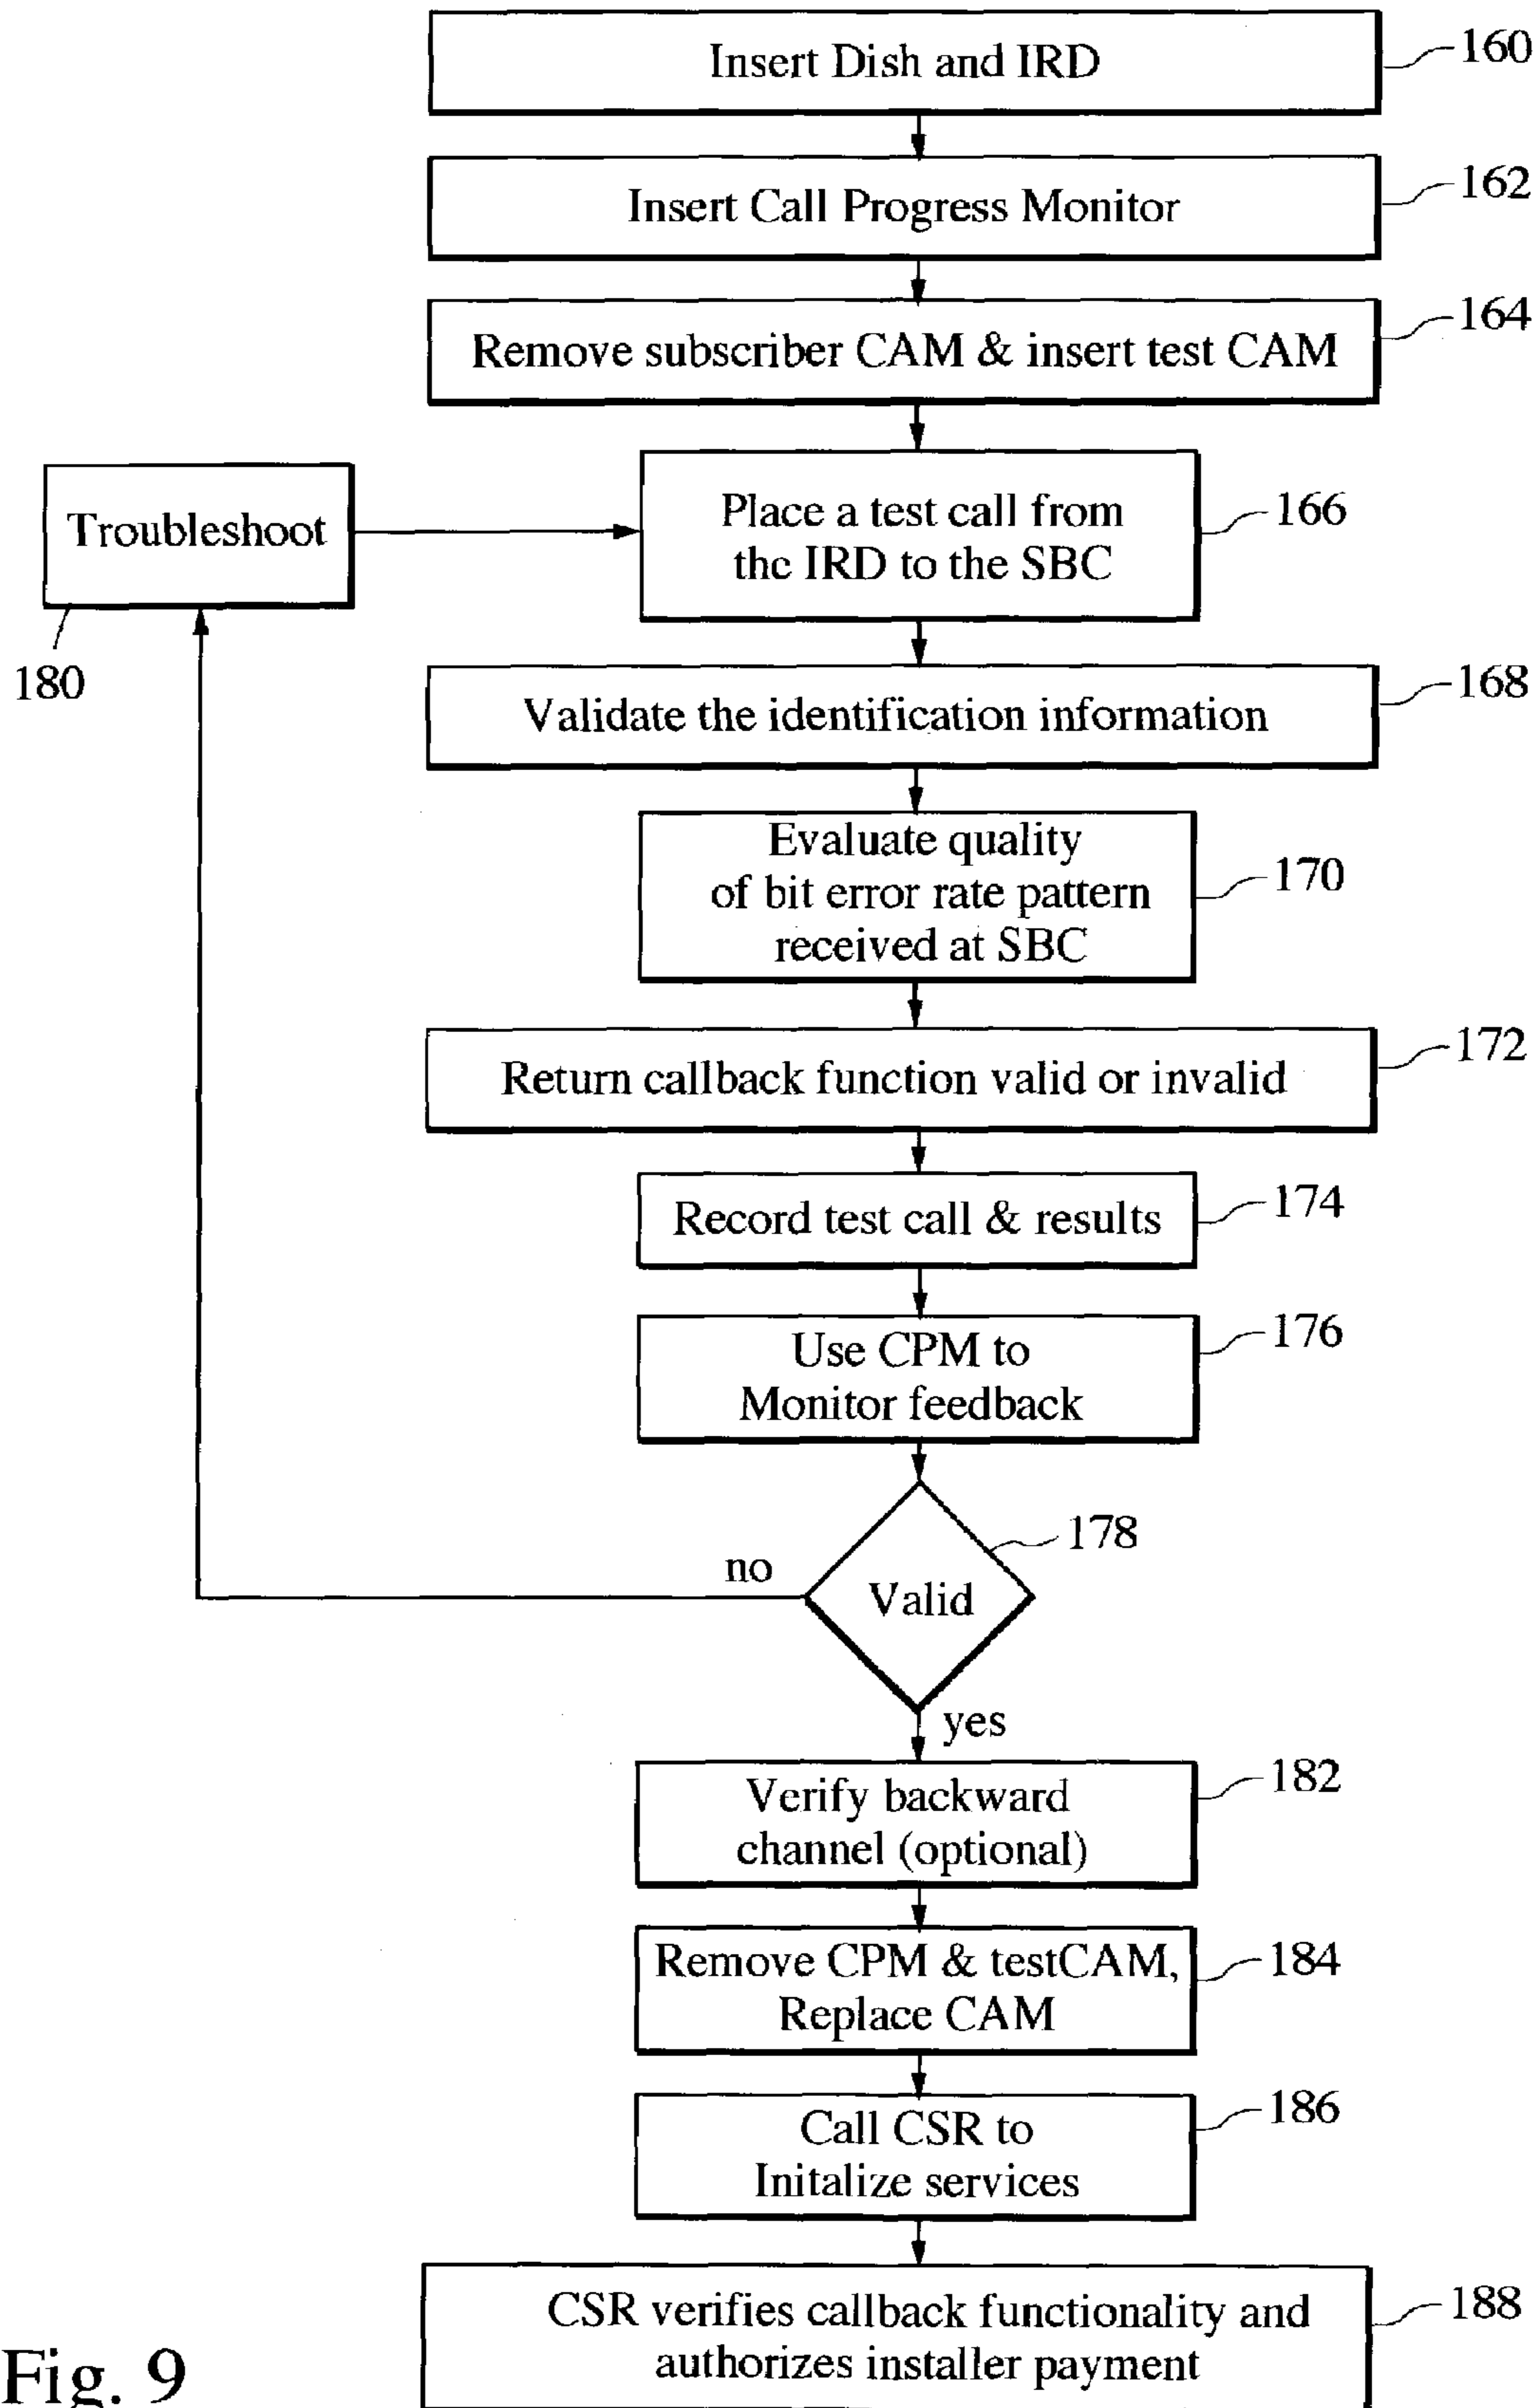 Insert Dish and IRD
160
Insert Call Progress Monitor
162
Remove subscriber CAM & insert test CAM
164
Troubleshoot
180
Place a test call from
the IRD to the SBC
166
Validate the identification information
168
Evaluate quality
of bit error rate pattern
received at SBC
170
Return callback function valid or invalid
172
Record test call & results
174
Use CPM to
Monitor feedback
176
Valid
178
no
yes
Verify backward
channel (optional)
182
Remove CPM & testCAM,
Replace CAM
184
Call CSR to
Initalize services
186
CSR verifies callback functionality and
authorizes installer payment
188
Fig. 9